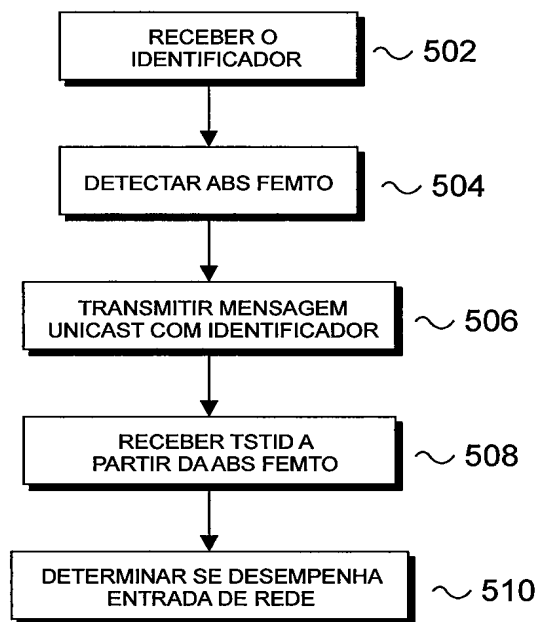 RECEBER O
IDENTIFICADOR
502
DETECTAR ABS FEMTO
504
TRANSMITIR MENSAGEM
UNICAST COM IDENTIFICADOR
506
RECEBER TSTID A
PARTIR DA ABS FEMTO
508
DETERMINAR SE DESEMPENHA
ENTRADA DE REDE
510